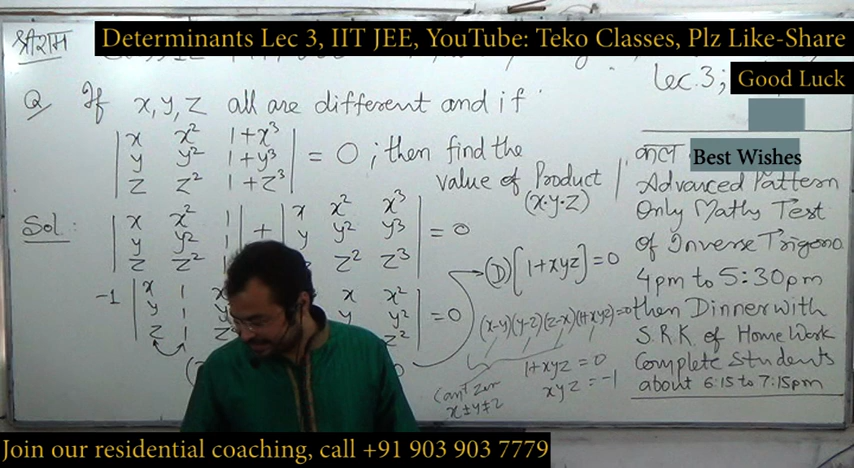 श्रीराम
Determinants Lec 3, IIT JEE, YouTube: Teko Classes, Plz Like-Share
Lec.3;
Good Luck
Q If x, y, z all are different and if
| x x² 1+x³ |
| y y² 1+y³ | = 0 ; then find the
| z z² 1+z³ | value of Product
(x.y.z)
Sol:
| x x² 1 | + | x x² x³ |
| y y² 1 | | y y² y³ | = 0
| z z² 1 | z² z³ |
-1 | x 1 x x² |
y 1 y y² | = 0
z 1 z z² |
(D) [1+xyz] = 0
(x-y)(y-z)(z-x)(1+xyz)=0
Can't Zero
x≠y≠z
1+xyz = 0
xyz = -1
कल
Best Wishes
Advanced Pattern
Only Maths Test
of Inverse Trigono
4pm to 5:30pm
then Dinner with
S.R.K. of Home Work
Complete Students
about 6:15 to 7:15pm
Join our residential coaching, call +91 903 903 7779